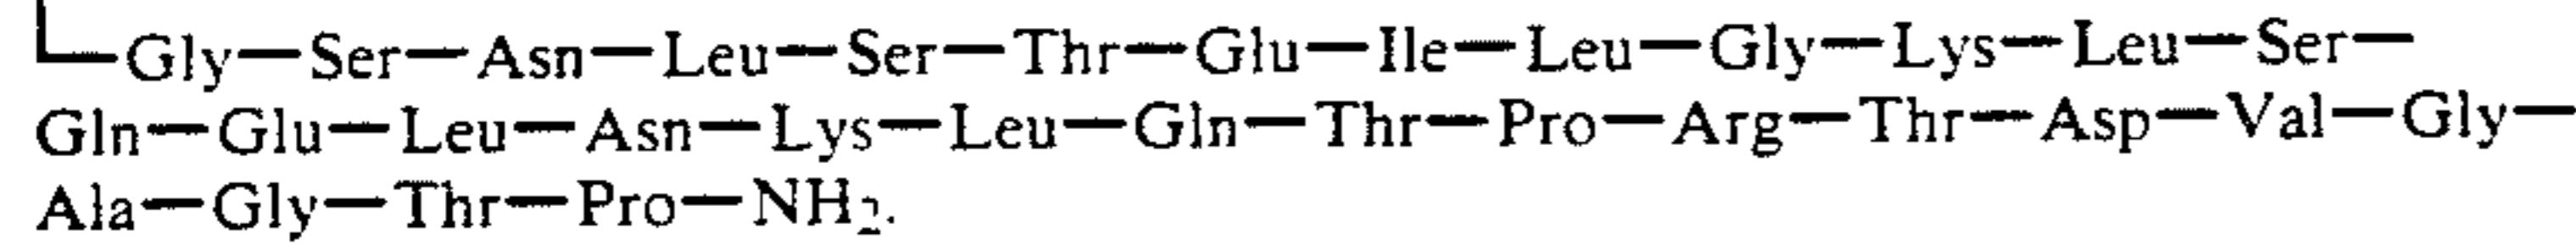 Gly—Ser—Asn—Leu—Ser—Thr—Glu—Ile—Leu—Gly—Lys—Leu—Ser—
Gln—Glu—Leu—Asn—Lys—Leu—Gln—Thr—Pro—Arg—Thr—Asp—Val—Gly—
Ala—Gly—Thr—Pro—NH₂.